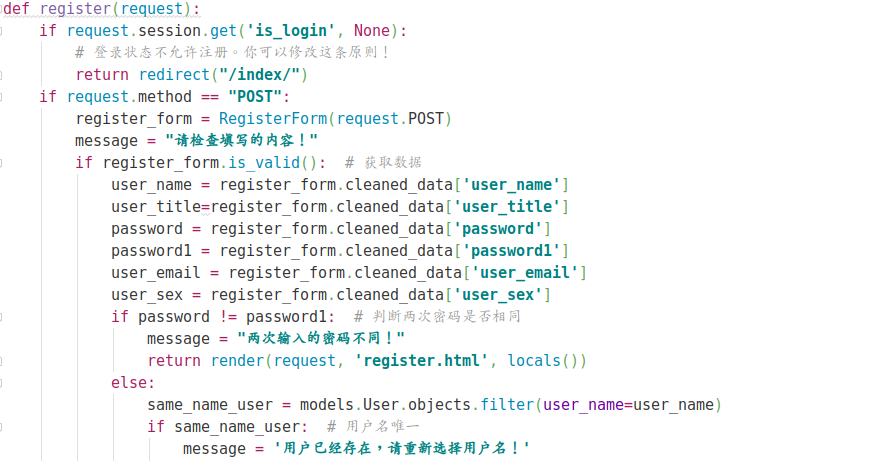 def register(request):
    if request.session.get('is_login', None):
        # 登录状态不允许注册。你可以修改这条原则！
        return redirect("/index/")
    if request.method == "POST":
        register_form = RegisterForm(request.POST)
        message = "请检查填写的内容！"
        if register_form.is_valid():  # 获取数据
            user_name = register_form.cleaned_data['user_name']
            user_title=register_form.cleaned_data['user_title']
            password = register_form.cleaned_data['password']
            password1 = register_form.cleaned_data['password1']
            user_email = register_form.cleaned_data['user_email']
            user_sex = register_form.cleaned_data['user_sex']
            if password != password1:  # 判断两次密码是否相同
                message = "两次输入的密码不同！"
                return render(request, 'register.html', locals())
            else:
                same_name_user = models.User.objects.filter(user_name=user_name)
                if same_name_user:  # 用户名唯一
                    message = '用户已经存在，请重新选择用户名！'